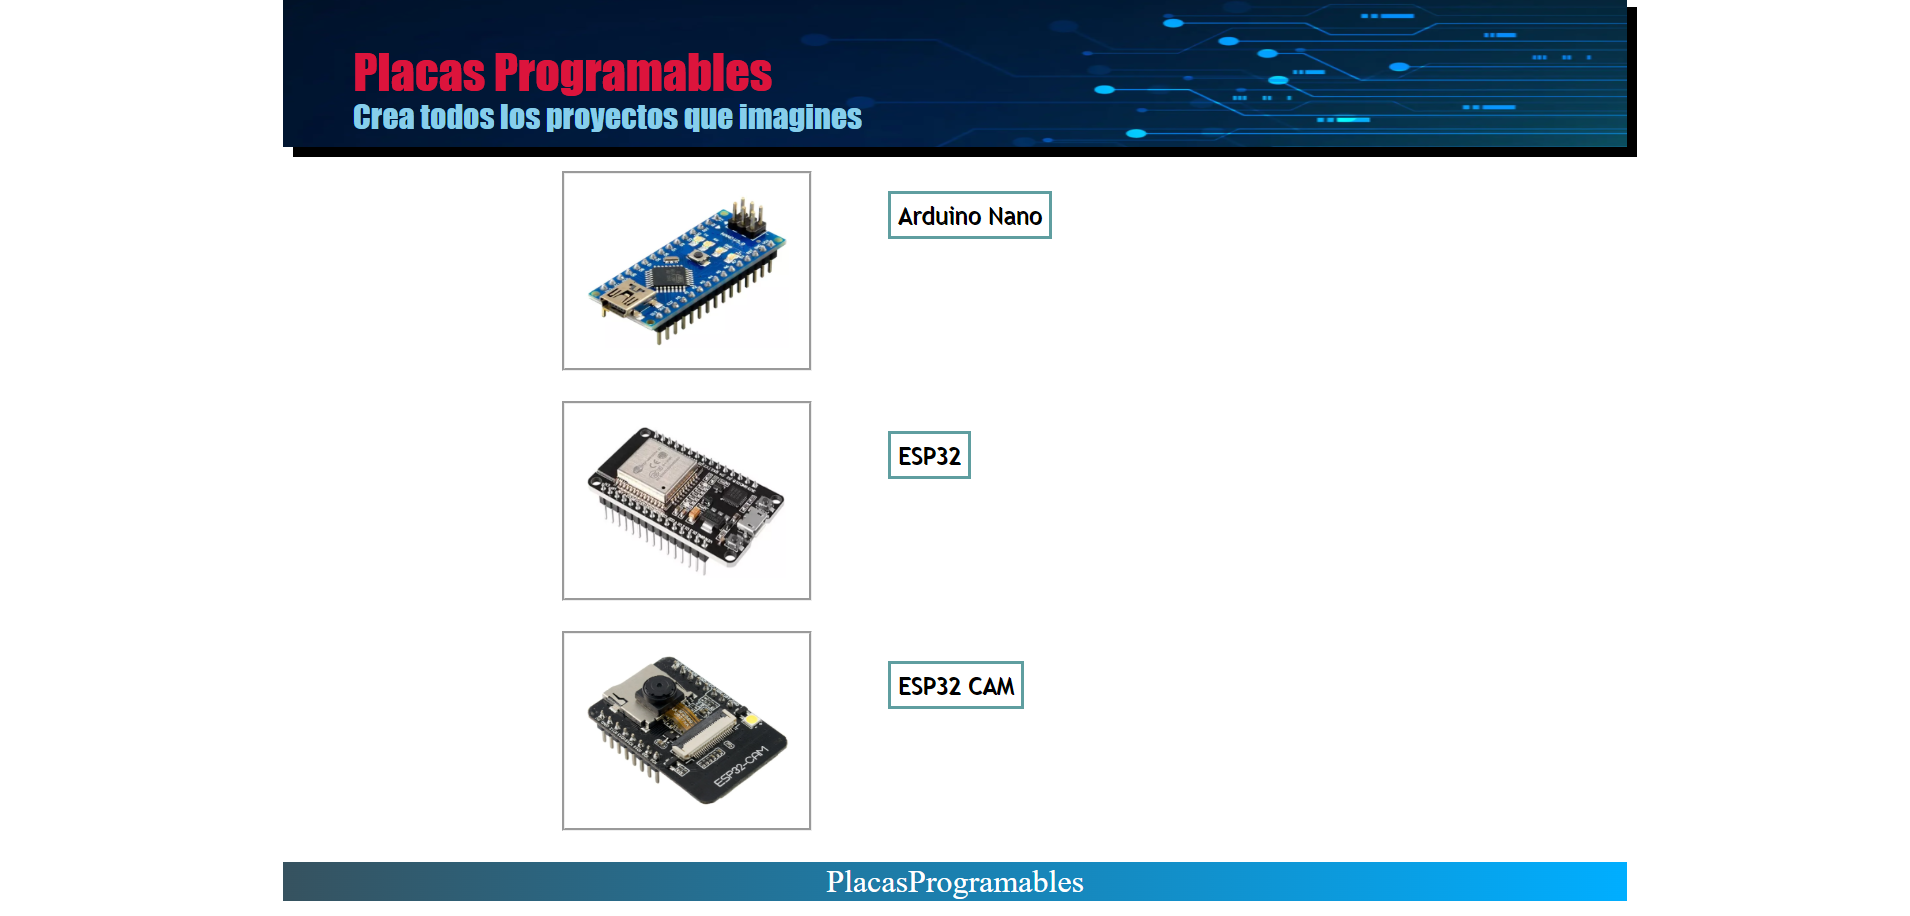 Placas Programables
Crea todos los proyectos que imagines
Arduino Nano
ESP32
ESP32 CAM
ESP32-CAM
PlacasProgramables